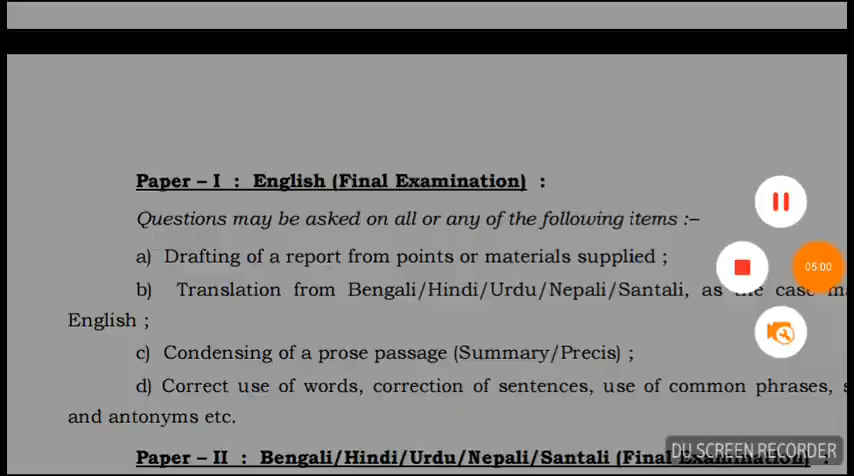 Paper – I : English (Final Examination) :
Questions may be asked on all or any of the following items :–
a) Drafting of a report from points or materials supplied ;
b) Translation from Bengali/Hindi/Urdu/Nepali/Santali, as the case
English ;
c) Condensing of a prose passage (Summary/Precis) ;
d) Correct use of words, correction of sentences, use of common phrases,
and antonyms etc.
Paper – II : Bengali/Hindi/Urdu/Nepali/Santali (Final Examination) :
05:00
DU SCREEN RECORDER